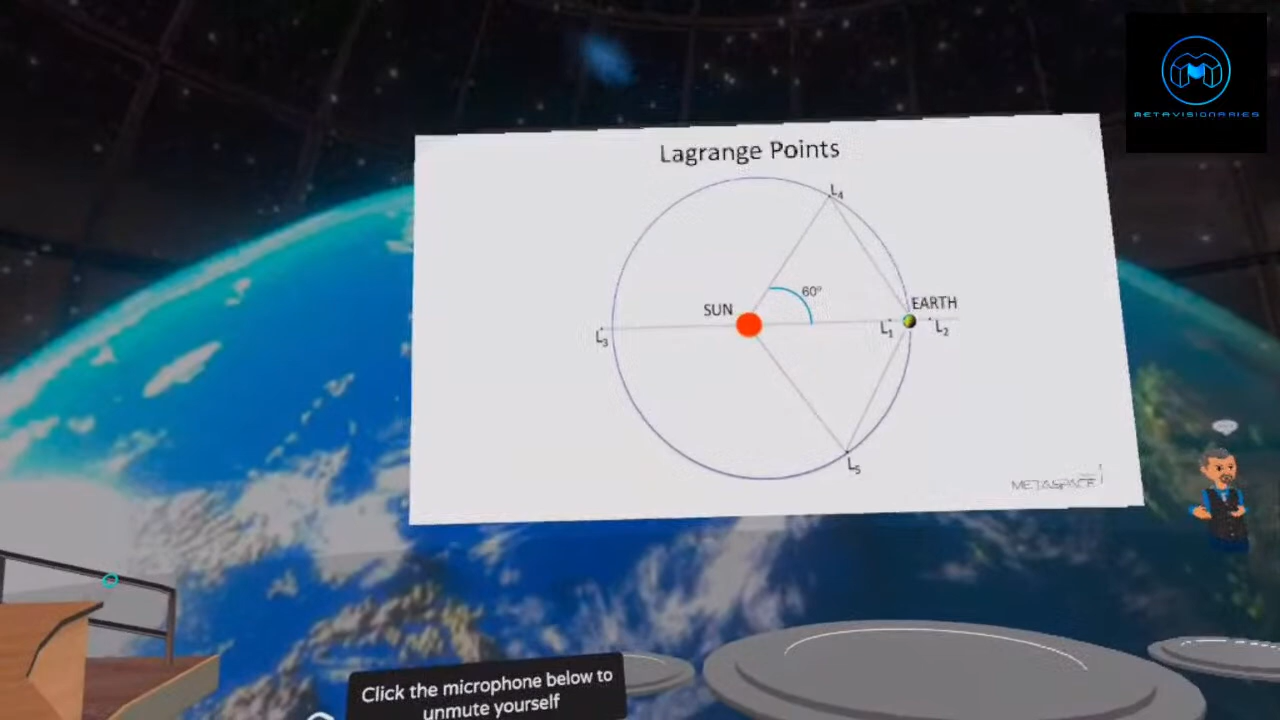 METAVISIONARIES
Lagrange Points
L4
60°
SUN
EARTH
L3
L1
L2
L5
METASPACE
Click the microphone below to
unmute yourself